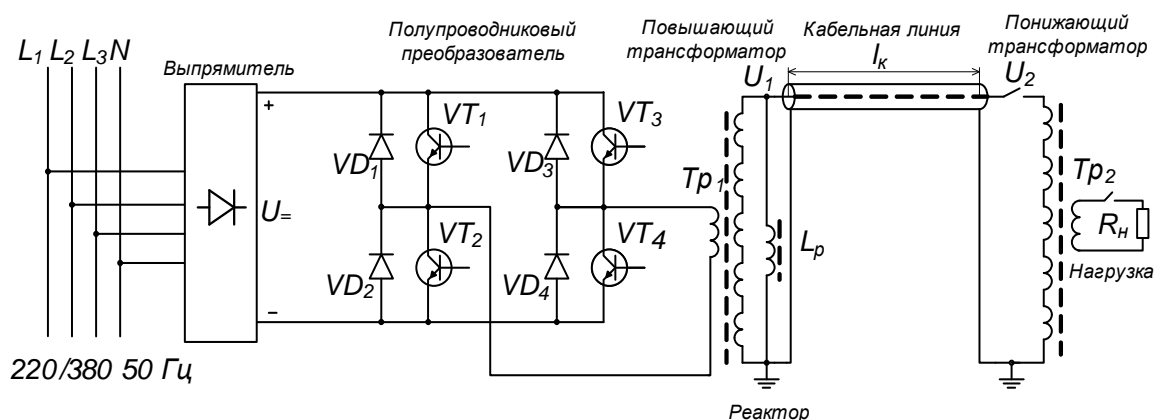 Полупроводниковый
преобразователь
Повышающий
трансформатор
Кабельная линия
Понижающий
трансформатор
L1 L2 L3 N
Выпрямитель
U1
lк
U2
+
VT1
VT3
VD1
VD3
Тр1
Тр2
U=
VT2
VT4
Lр
Rн
VD2
VD4
Нагрузка
−
220/380 50 Гц
Реактор